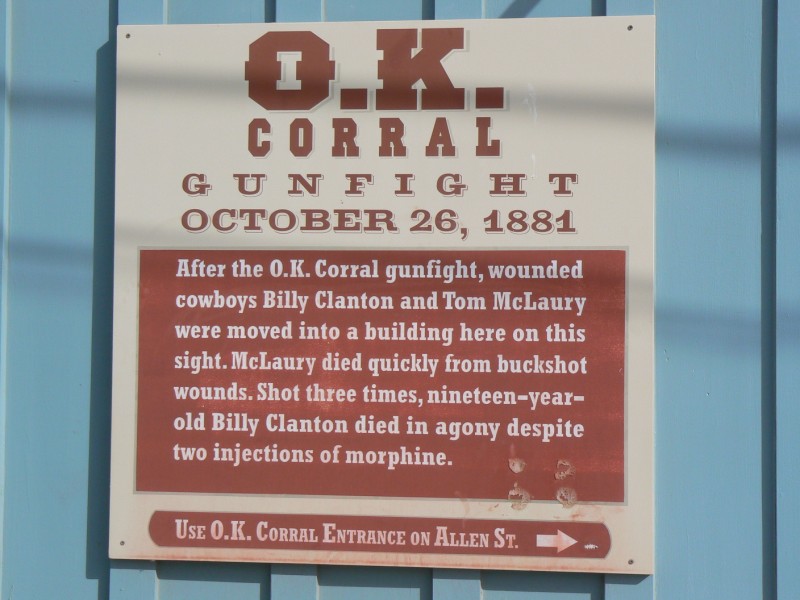 O.K.
CORRAL
GUNFIGHT
OCTOBER 26, 1881
After the O.K. Corral gunfight, wounded
cowboys Billy Clanton and Tom McLaury
were moved into a building here on this
sight. McLaury died quickly from buckshot
wounds. Shot three times, nineteen-year-
old Billy Clanton died in agony despite
two injections of morphine.
USE O.K. CORRAL ENTRANCE ON ALLEN ST.